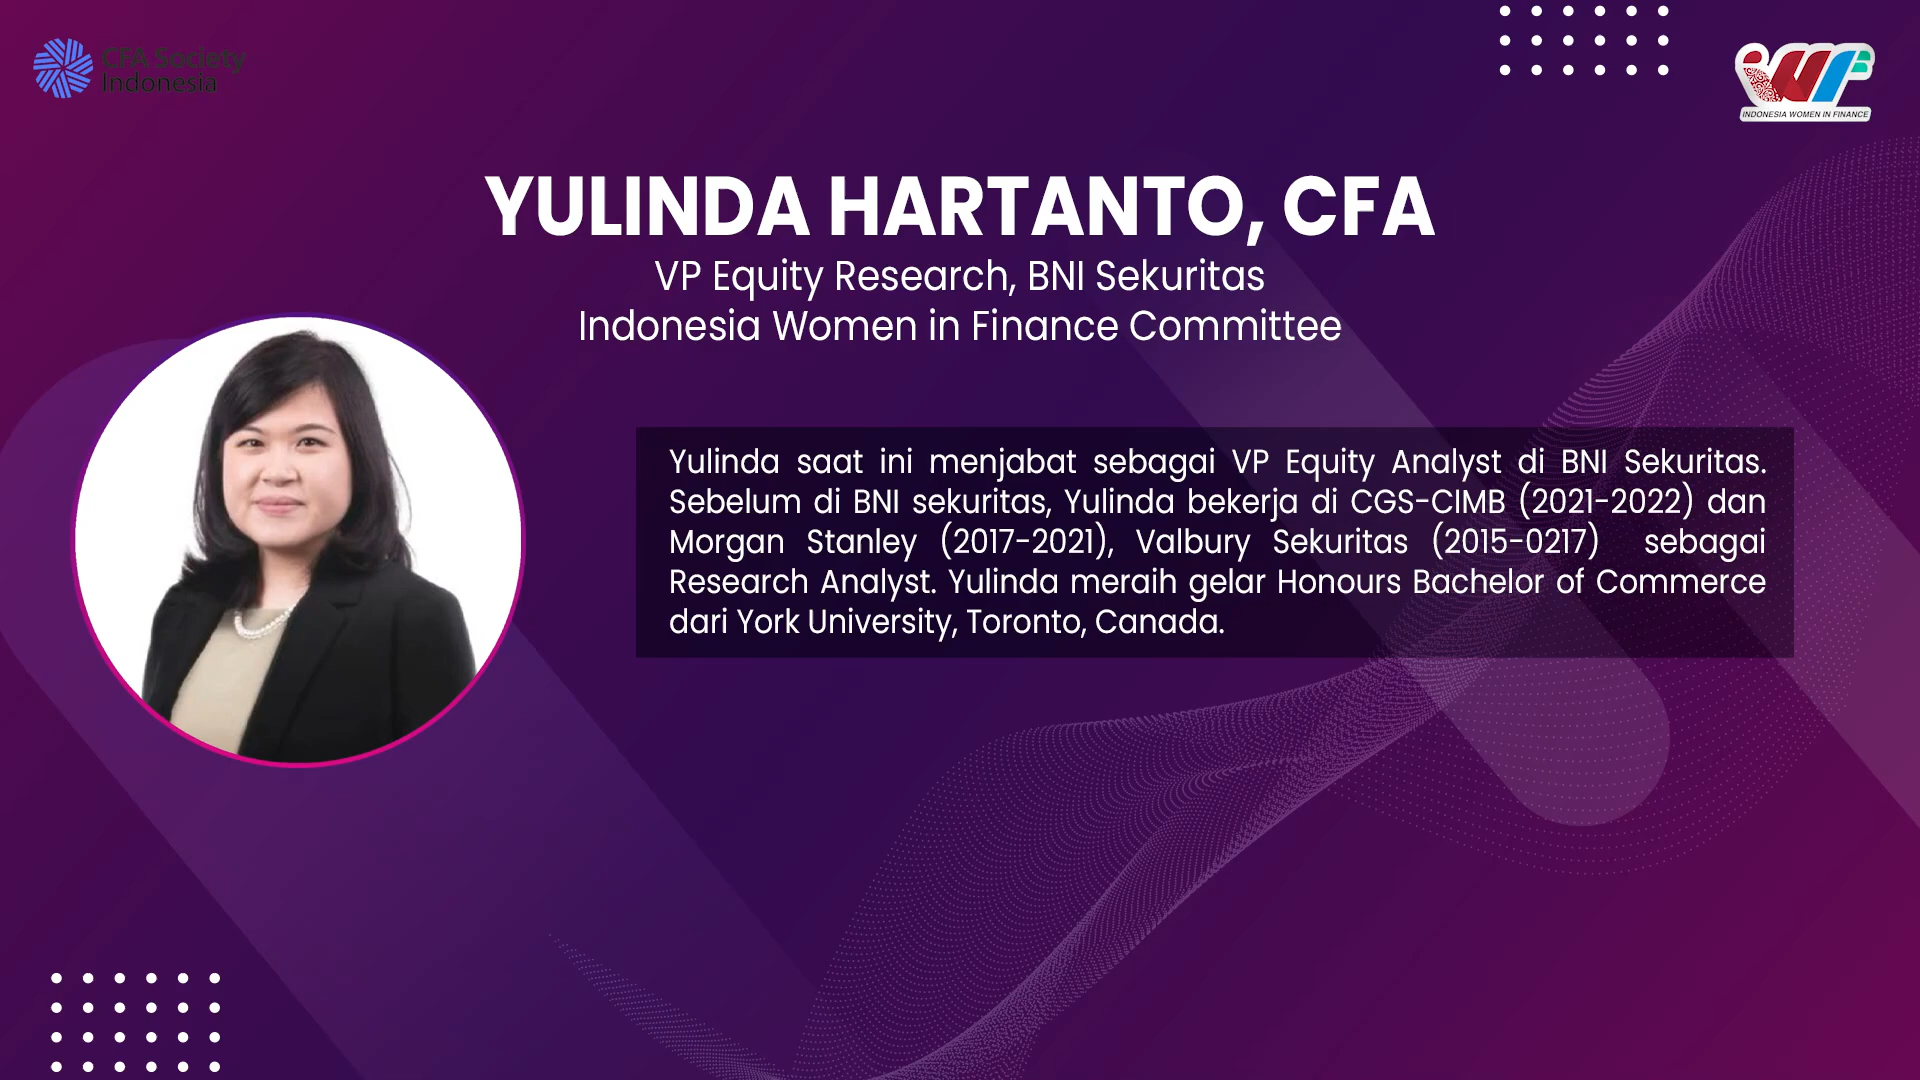 CFA Society
Indonesia
INDONESIA WOMEN IN FINANCE
YULINDA HARTANTO, CFA
VP Equity Research, BNI Sekuritas
Indonesia Women in Finance Committee
Yulinda saat ini menjabat sebagai VP Equity Analyst di BNI Sekuritas.
Sebelum di BNI sekuritas, Yulinda bekerja di CGS-CIMB (2021-2022) dan
Morgan Stanley (2017-2021), Valbury Sekuritas (2015-0217) sebagai
Research Analyst. Yulinda meraih gelar Honours Bachelor of Commerce
dari York University, Toronto, Canada.